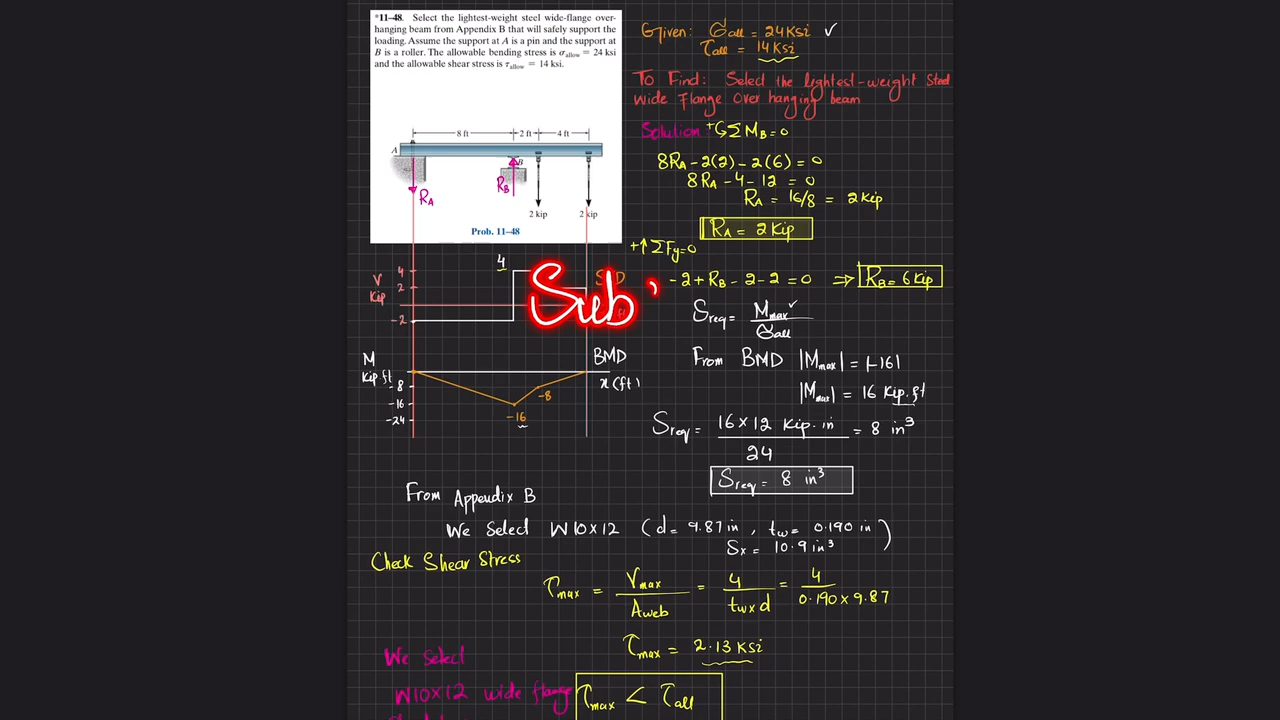 *11–48. Select the lightest-weight steel wide-flange over-
hanging beam from Appendix B that will safely support the
loading. Assume the support at A is a pin and the support at
B is a roller. The allowable bending stress is σallow = 24 ksi
and the allowable shear stress is τallow = 14 ksi.
8 ft 2 ft 4 ft
A
B
RA
RB
2 kip 2 kip
Prob. 11–48
Given: σall = 24 Ksi ✓
τall = 14 Ksi
To Find: Select the lightest-weight Steel
Wide Flange Over hanging beam
Solution: +↺ ΣMB = 0
8RA - 2(2) - 2(6) = 0
8RA - 4 - 12 = 0
RA = 16/8 = 2 Kip
RA = 2 Kip
+↑ΣFy=0
-2 + RB - 2 - 2 = 0 ⇒ RB = 6 Kip
V
Kip
4
2
-2
4
Sub
M
Kip ft
-8
-16
-24
BMD
x (ft)
-8
-16
Sreq = Mmax ✓ / σall
From BMD |Mmax| = |-16|
|Mmax| = 16 Kip.ft
Sreq = 16 × 12 Kip.in / 24 = 8 in³
Sreq = 8 in³
From Appendix B
We Select W10×12 (d = 9.87 in, tw = 0.190 in
Sx = 10.9 in³)
Check Shear Stress
τmax = Vmax / Aweb = 4 / tw×d = 4 / 0.190×9.87
τmax = 2.13 Ksi
We Select
W10×12 wide flange
τmax < τall